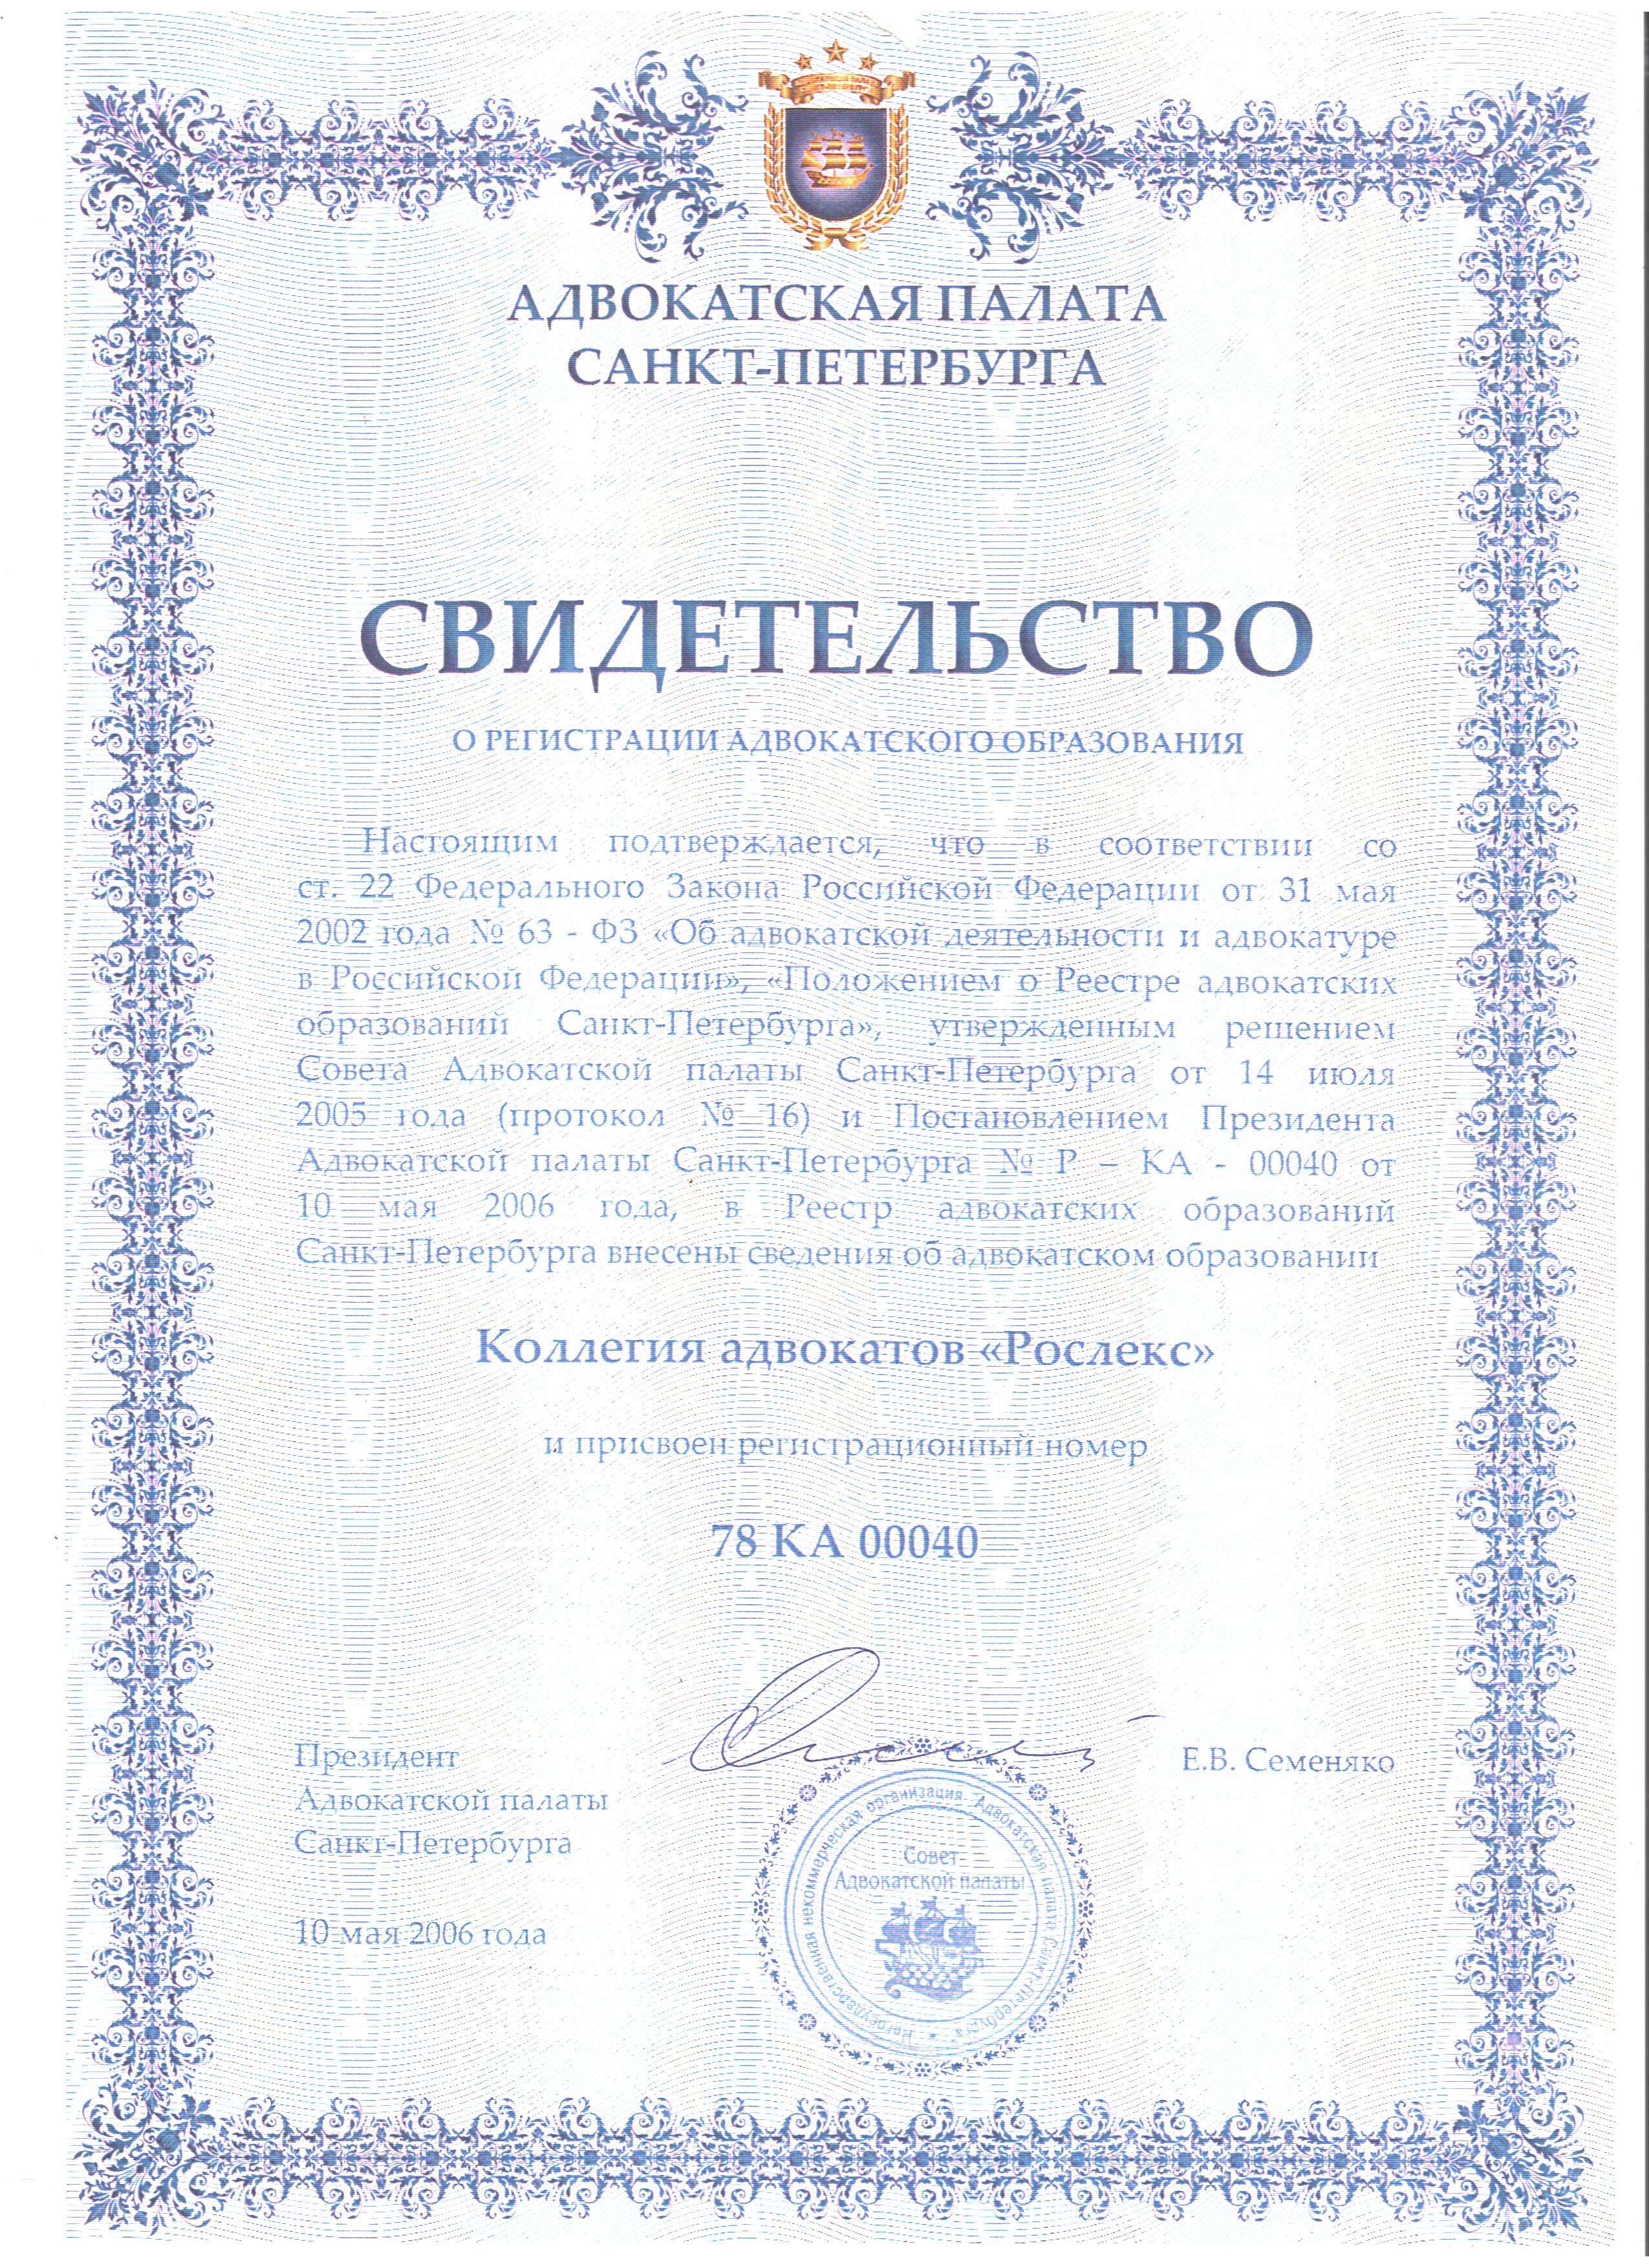 АДВОКАТСКАЯ ПАЛАТА
САНКТ-ПЕТЕРБУРГА
СВИДЕТЕЛЬСТВО
О РЕГИСТРАЦИИ АДВОКАТСКОГО ОБРАЗОВАНИЯ
Настоящим подтверждается, что в соответствии со
ст. 22 Федерального Закона Российской Федерации от 31 мая
2002 года № 63 - ФЗ «Об адвокатской деятельности и адвокатуре
в Российской Федерации», «Положением о Реестре адвокатских
образований Санкт-Петербурга», утвержденным решением
Совета Адвокатской палаты Санкт-Петербурга от 14 июля
2005 года (протокол № 16) и Постановлением Президента
Адвокатской палаты Санкт-Петербурга № Р – КА - 00040 от
10 мая 2006 года, в Реестр адвокатских образований
Санкт-Петербурга внесены сведения об адвокатском образовании
Коллегия адвокатов «Рослекс»
и присвоен регистрационный номер
78 КА 00040
Президент
Адвокатской палаты
Санкт-Петербурга
Е.В. Семеняко
10 мая 2006 года
Негосударственная некоммерческая организация "Адвокатская палата Санкт-Петербурга" *
Совет
Адвокатской палаты